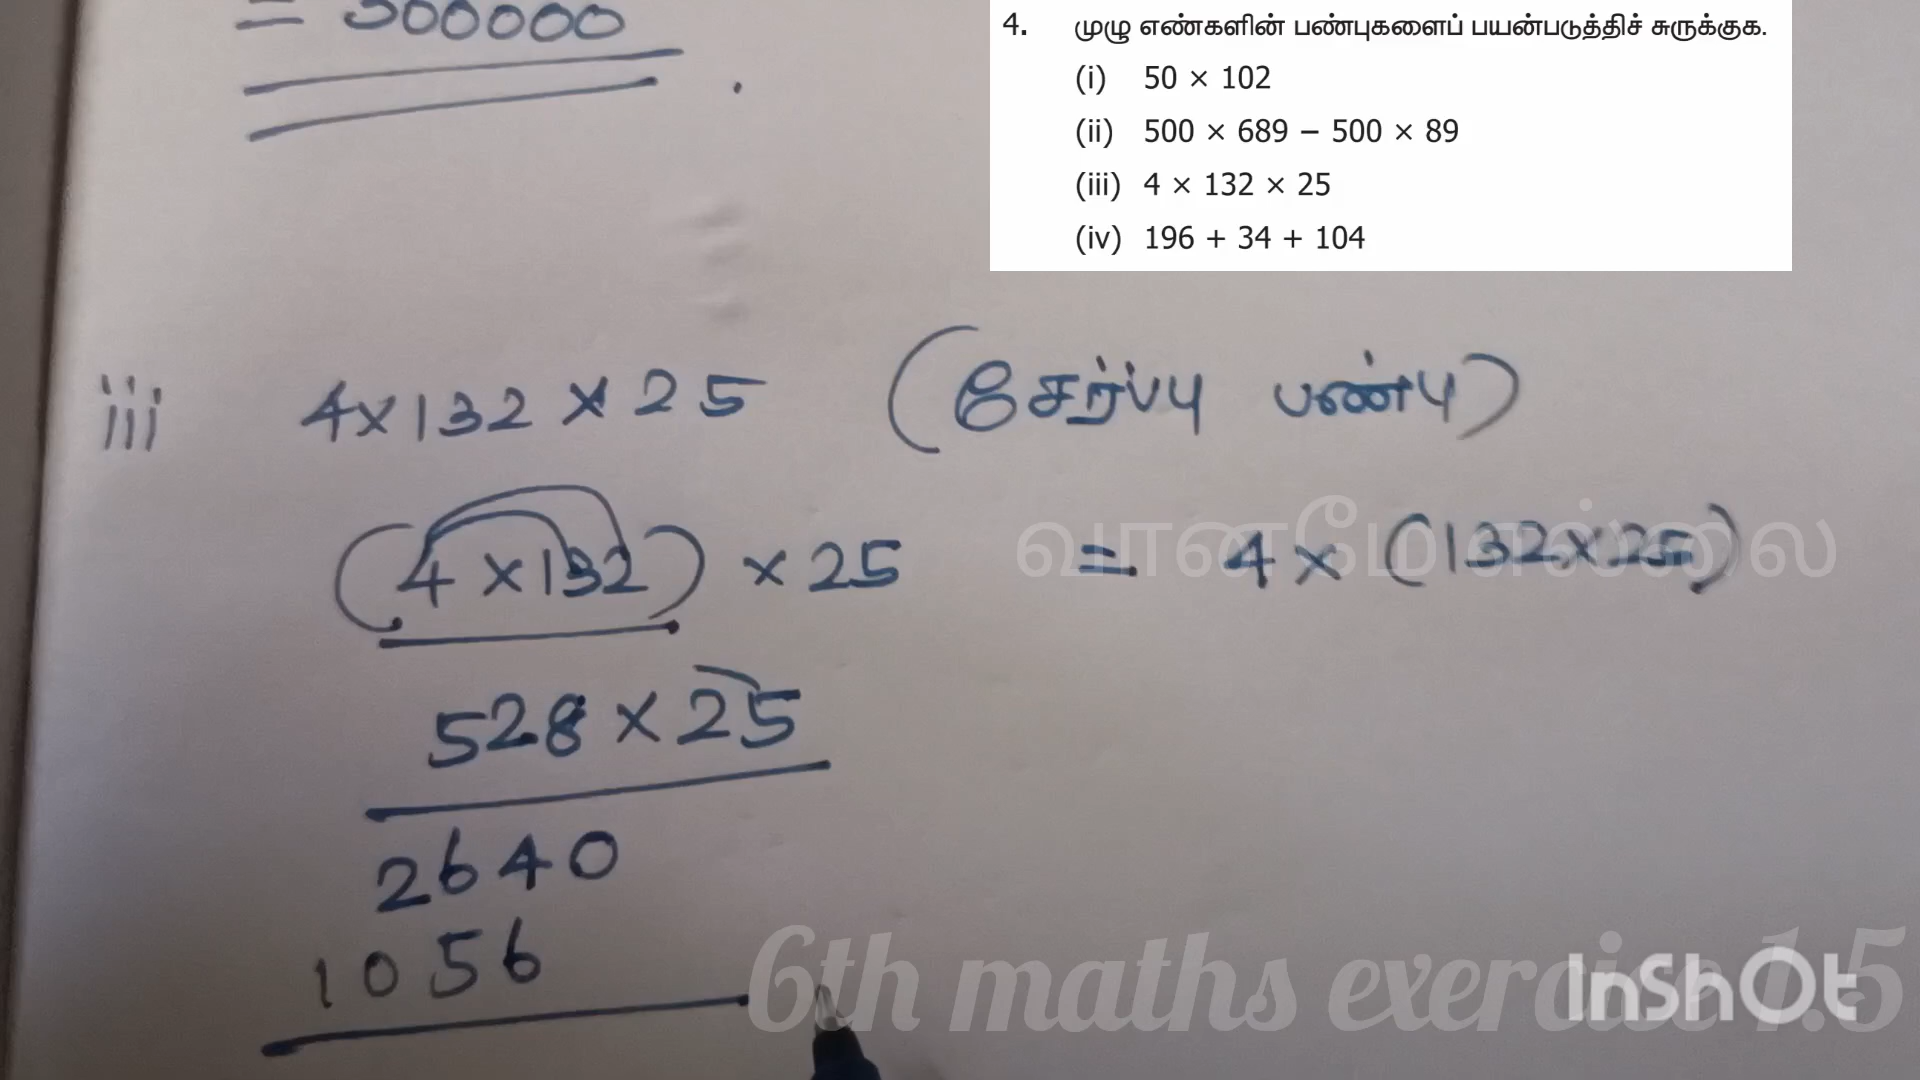 = 300000
4. முழு எண்களின் பண்புகளைப் பயன்படுத்திச் சுருக்குக.
(i) 50 × 102
(ii) 500 × 689 – 500 × 89
(iii) 4 × 132 × 25
(iv) 196 + 34 + 104
iii 4×132 × 25 (சேர்ப்பு பண்பு)
(4 ×132) × 25 = 4 × (132×25)
வானமே எல்லை
528 × 25
2640
1056
6th maths exercise 1.5
InShOt